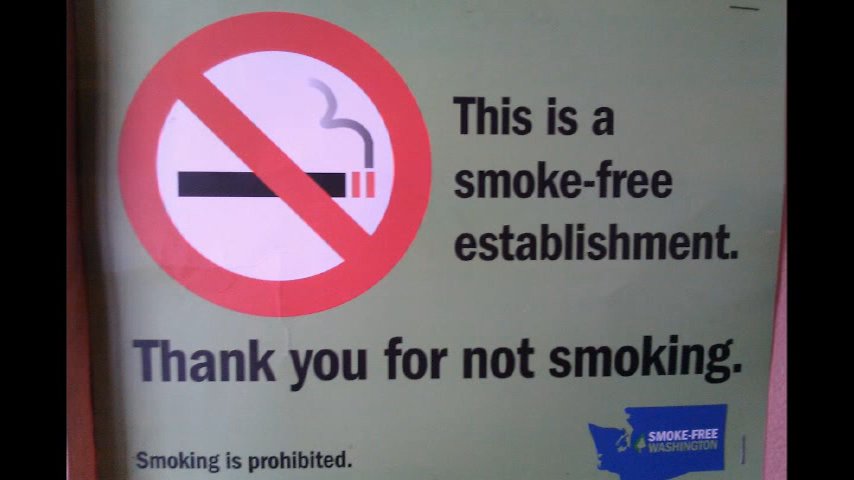 This is a
smoke-free
establishment.
Thank you for not smoking.
Smoking is prohibited.
SMOKE-FREE
WASHINGTON